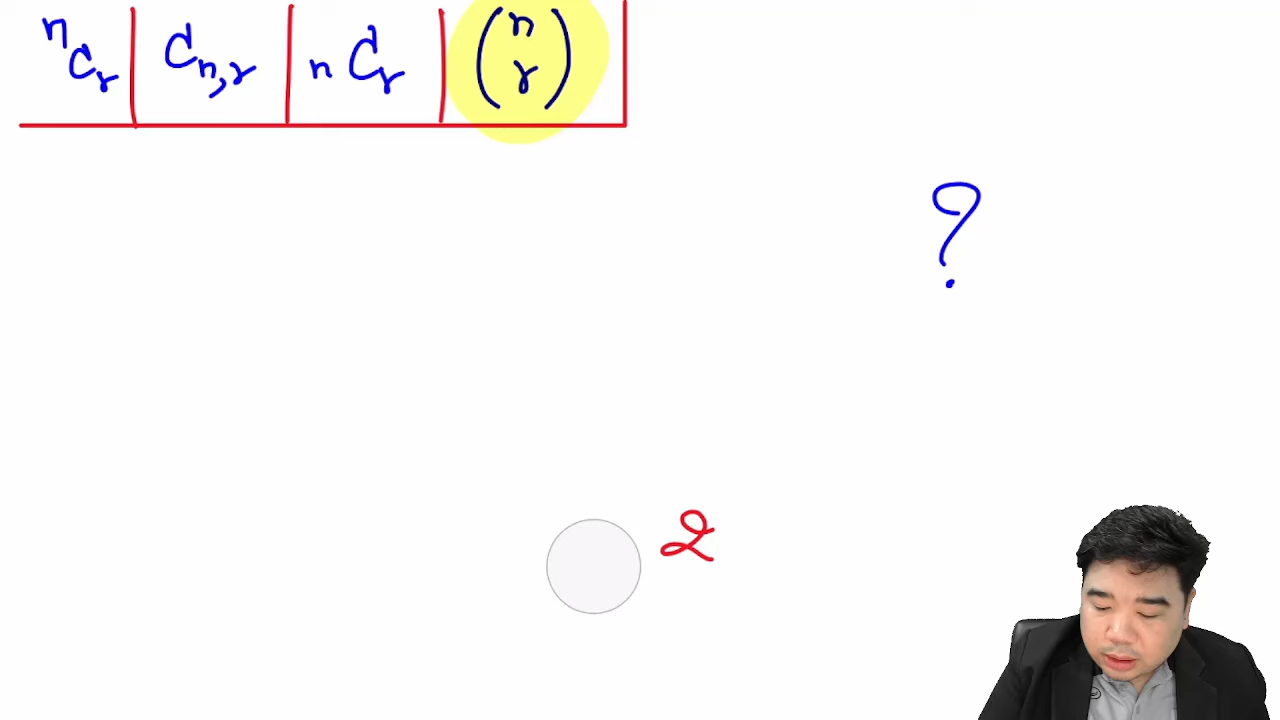 ⁿCᵣ | Cₙ,ᵣ | nCᵣ | (n r)
?
2